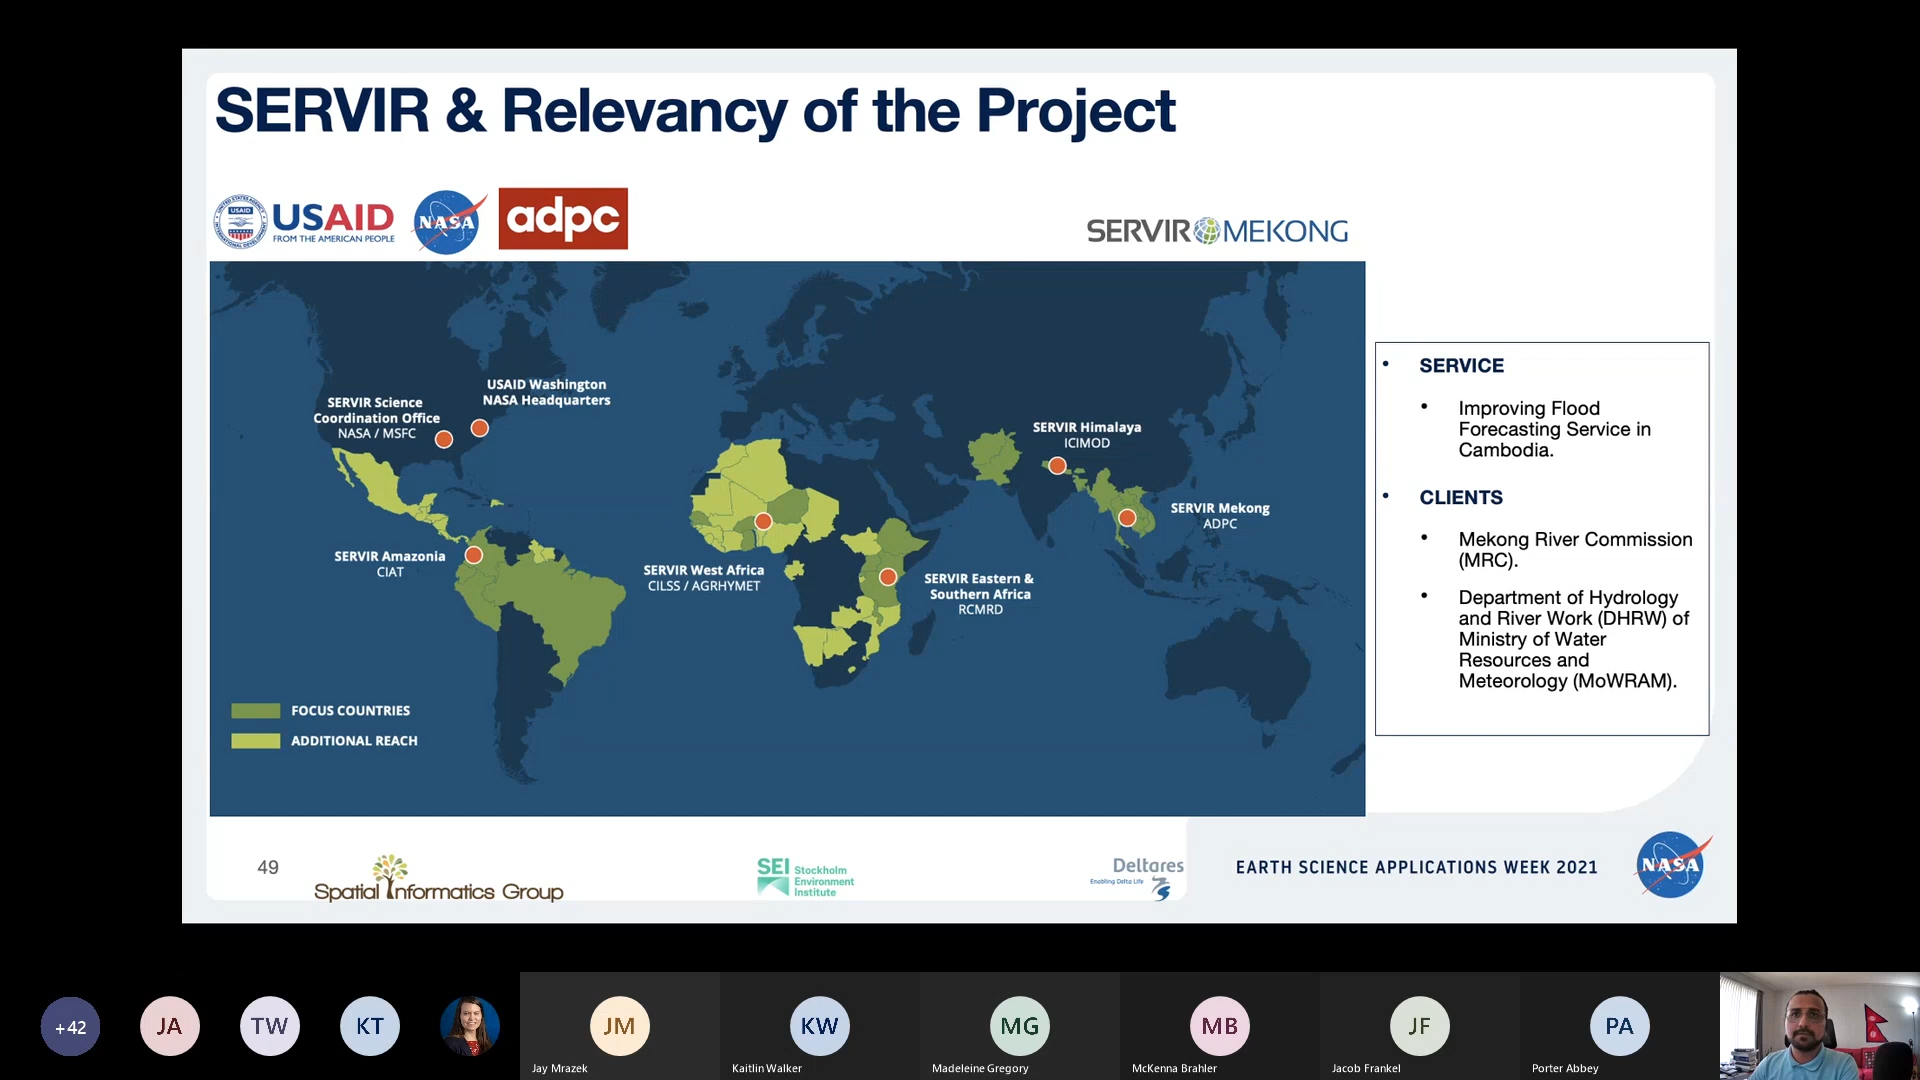 SERVIR & Relevancy of the Project
USAID
USAID
FROM THE AMERICAN PEOPLE
NASA
adpc
SERVIR MEKONG
USAID Washington
NASA Headquarters
SERVIR Science
Coordination Office
NASA / MSFC
SERVIR Himalaya
ICIMOD
SERVIR Mekong
ADPC
SERVIR Amazonia
CIAT
SERVIR West Africa
CILSS / AGRHYMET
SERVIR Eastern &
Southern Africa
RCMRD
FOCUS COUNTRIES
ADDITIONAL REACH
• SERVICE
• Improving Flood
Forecasting Service in
Cambodia.
• CLIENTS
• Mekong River Commission
(MRC).
• Department of Hydrology
and River Work (DHRW) of
Ministry of Water
Resources and
Meteorology (MoWRAM).
49
Spatial Informatics Group
SEI Stockholm
Environment
Institute
Deltares
Enabling Delta Life
EARTH SCIENCE APPLICATIONS WEEK 2021
NASA
+42
JA
TW
KT
JM
Jay Mrazek
KW
Kaitlin Walker
MG
Madeleine Gregory
MB
McKenna Brahler
JF
Jacob Frankel
PA
Porter Abbey